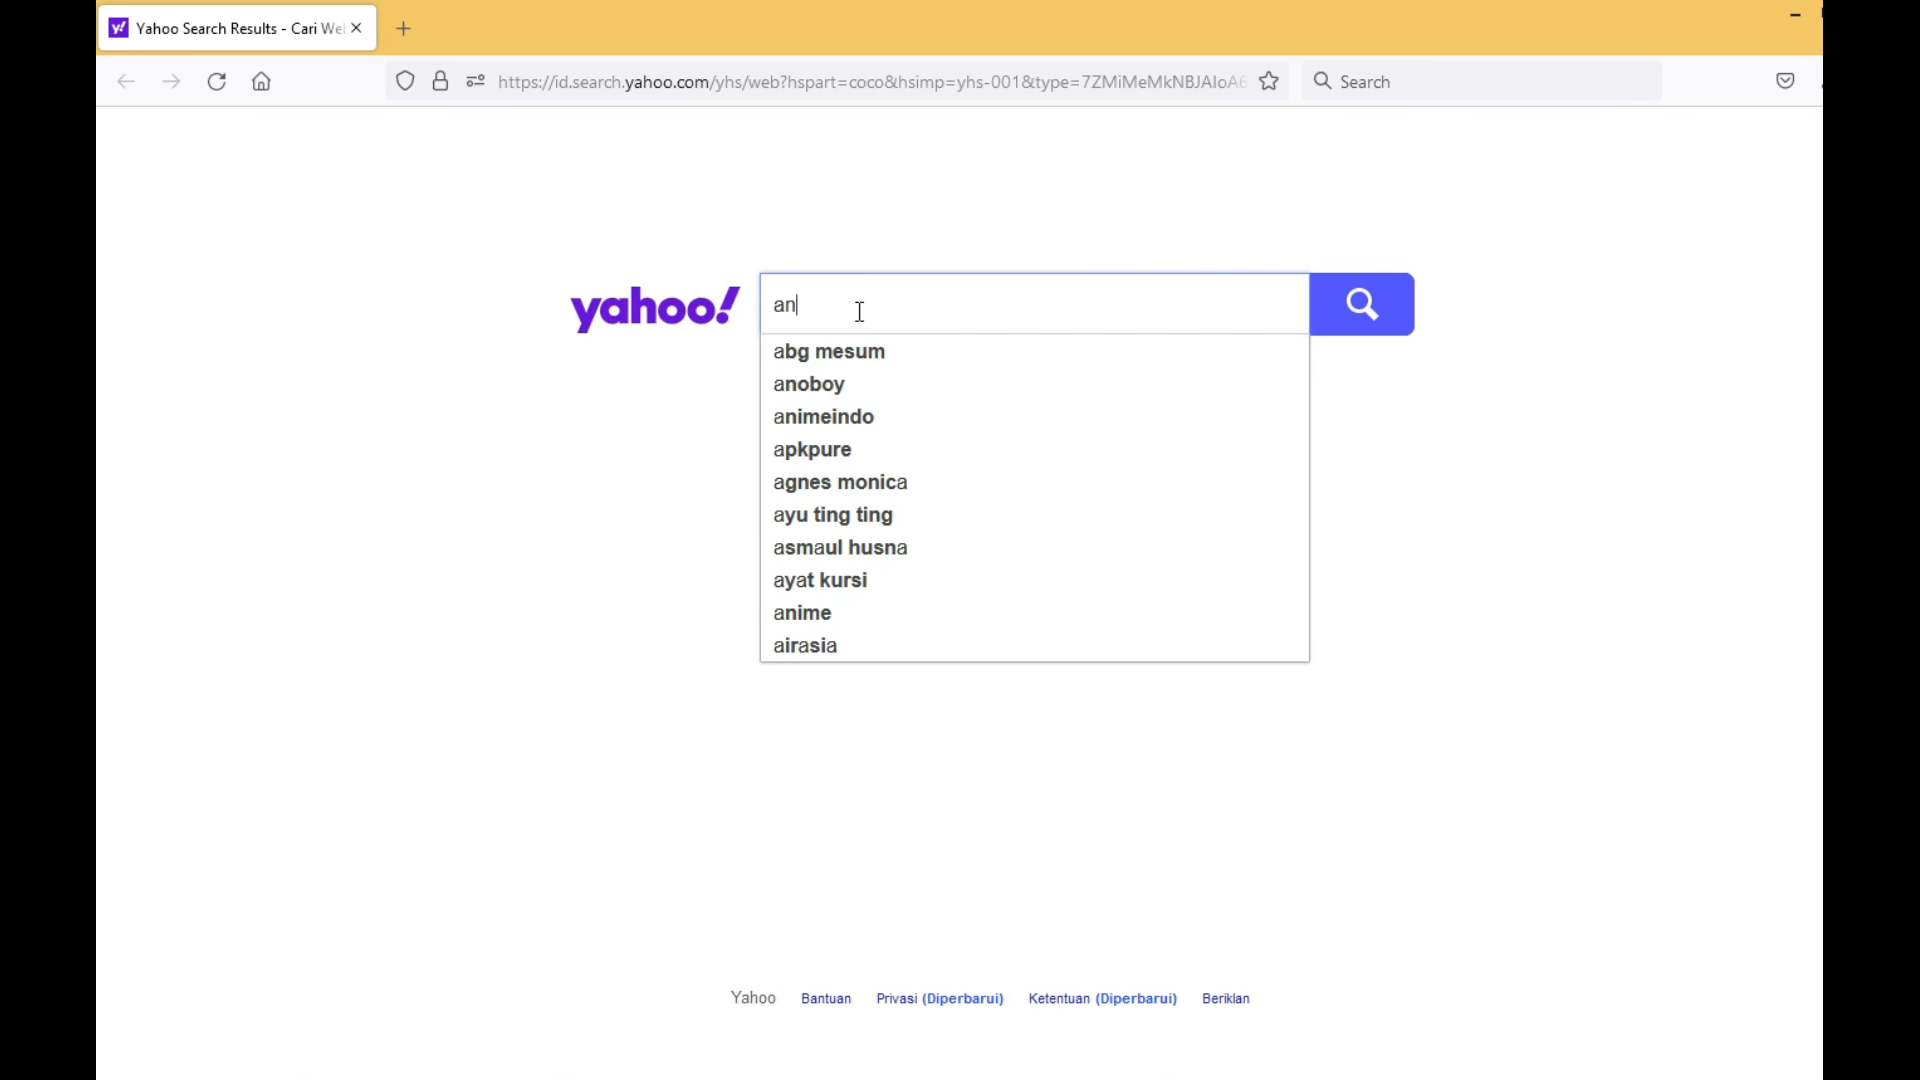 Yahoo Search Results - Cari We
https://id.search.yahoo.com/yhs/web?hspart=coco&hsimp=yhs-001&type=7ZMiMeMkNBJAIoA6
Search
yahoo!
an
abg mesum
anoboy
animeindo
apkpure
agnes monica
ayu ting ting
asmaul husna
ayat kursi
anime
airasia
Yahoo Bantuan Privasi (Diperbarui) Ketentuan (Diperbarui) Beriklan